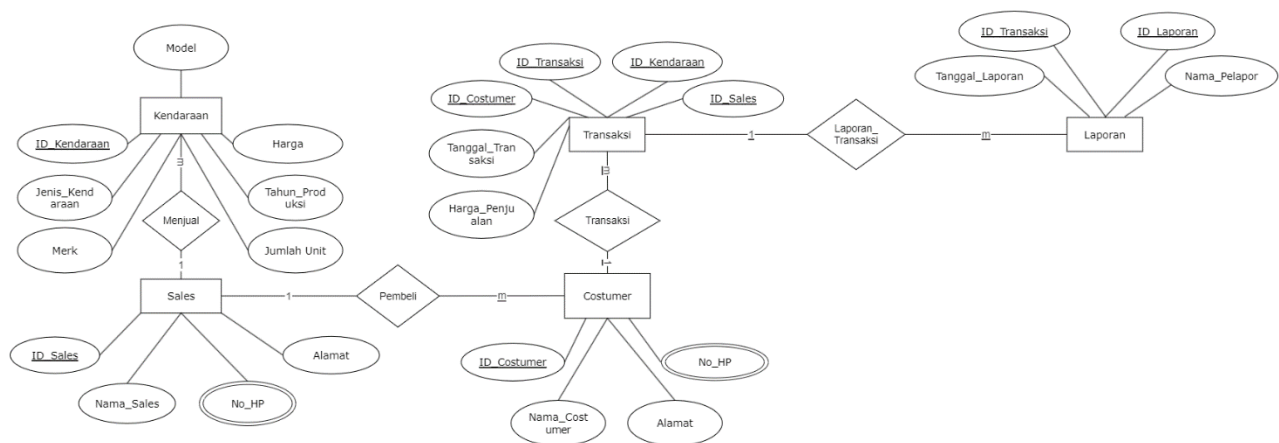 Model
Kendaraan
ID_Kendaraan
Harga
m
Jenis_Kend
araan
Tahun_Prod
uksi
Menjual
Merk
Jumlah Unit
1
Sales
1
Pembeli
m
Costumer
ID_Sales
Alamat
Nama_Sales
No_HP
ID_Transaksi
ID_Kendaraan
ID_Costumer
ID_Sales
Transaksi
Tanggal_Tran
saksi
Harga_Penju
alan
m
Transaksi
1
ID_Costumer
No_HP
Nama_Cost
umer
Alamat
1
Laporan_
Transaksi
m
ID_Transaksi
ID_Laporan
Tanggal_Laporan
Nama_Pelapor
Laporan